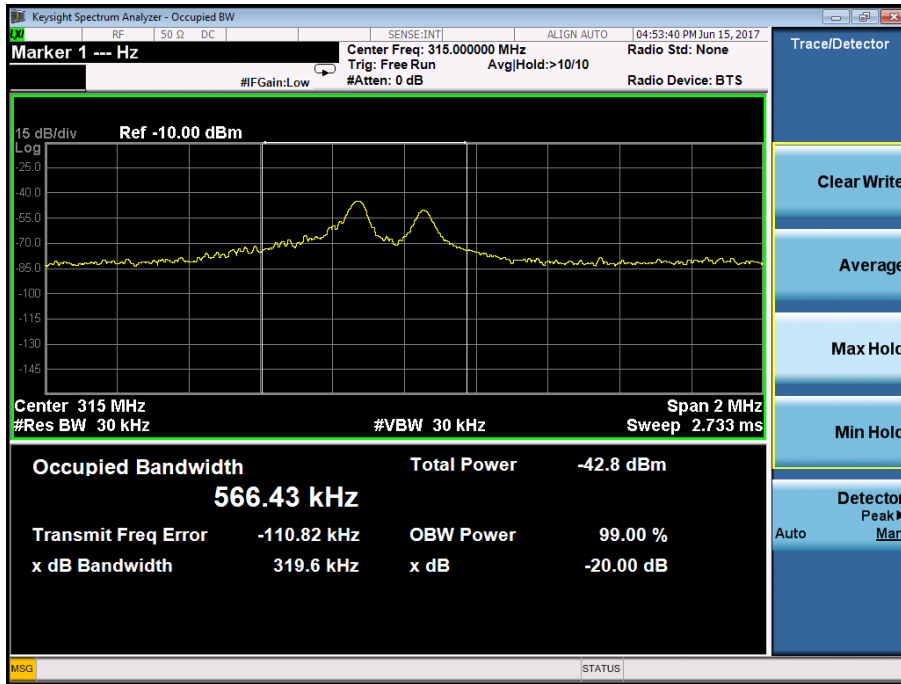 Keysight Spectrum Analyzer - Occupied BW
LXI RF 50 Ω DC SENSE:INT ALIGN AUTO 04:53:40 PM Jun 15, 2017
Marker 1 --- Hz
Center Freq: 315.000000 MHz Radio Std: None
Trig: Free Run Avg|Hold:>10/10
#IFGain:Low #Atten: 0 dB Radio Device: BTS
15 dB/div Ref -10.00 dBm
Log
-25.0
-40.0
-55.0
-70.0
-85.0
-100
-115
-130
-145
Center 315 MHz Span 2 MHz
#Res BW 30 kHz #VBW 30 kHz Sweep 2.733 ms
Occupied Bandwidth Total Power -42.8 dBm
566.43 kHz
Transmit Freq Error -110.82 kHz OBW Power 99.00 %
x dB Bandwidth 319.6 kHz x dB -20.00 dB
MSG STATUS
Trace/Detector
Clear Write
Average
Max Hold
Min Hold
Detector
Peak
Auto Man